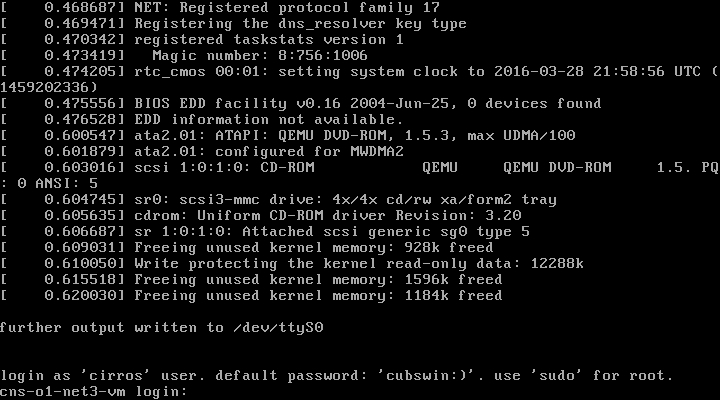 [    0.468687] NET: Registered protocol family 17
[    0.469471] Registering the dns_resolver key type
[    0.470342] registered taskstats version 1
[    0.473419]   Magic number: 8:756:1006
[    0.474205] rtc_cmos 00:01: setting system clock to 2016-03-28 21:58:56 UTC (
1459202336)
[    0.475556] BIOS EDD facility v0.16 2004-Jun-25, 0 devices found
[    0.476528] EDD information not available.
[    0.600547] ata2.01: ATAPI: QEMU DVD-ROM, 1.5.3, max UDMA/100
[    0.601879] ata2.01: configured for MWDMA2
[    0.603016] scsi 1:0:1:0: CD-ROM            QEMU     QEMU DVD-ROM     1.5. PQ
: 0 ANSI: 5
[    0.604745] sr0: scsi3-mmc drive: 4x/4x cd/rw xa/form2 tray
[    0.605635] cdrom: Uniform CD-ROM driver Revision: 3.20
[    0.606687] sr 1:0:1:0: Attached scsi generic sg0 type 5
[    0.609031] Freeing unused kernel memory: 928k freed
[    0.610050] Write protecting the kernel read-only data: 12288k
[    0.615518] Freeing unused kernel memory: 1596k freed
[    0.620030] Freeing unused kernel memory: 1184k freed
further output written to /dev/ttyS0
login as 'cirros' user. default password: 'cubswin:)'. use 'sudo' for root.
cns-o1-net3-vm login: